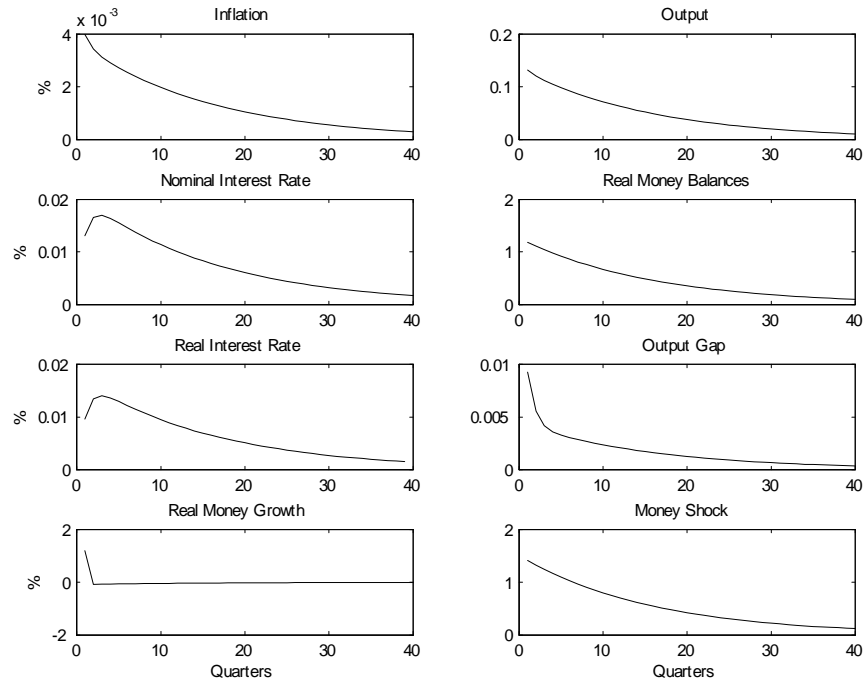 Inflation
x 10-3
4
2
0
%
0 10 20 30 40
Output
0.2
0.1
0
0 10 20 30 40
Nominal Interest Rate
0.02
0.01
0
%
0 10 20 30 40
Real Money Balances
2
1
0
0 10 20 30 40
Real Interest Rate
0.02
0.01
0
%
0 10 20 30 40
Output Gap
0.01
0.005
0
0 10 20 30 40
Real Money Growth
2
0
-2
%
0 10 20 30 40
Quarters
Money Shock
2
1
0
0 10 20 30 40
Quarters